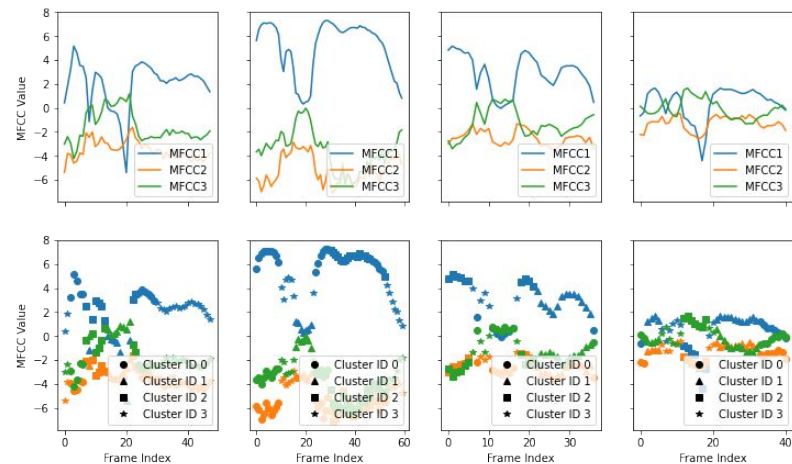 8
6
4
2
0
−2
−4
−6
MFCC Value
MFCC1
MFCC2
MFCC3
MFCC1
MFCC2
MFCC3
MFCC1
MFCC2
MFCC3
MFCC1
MFCC2
MFCC3
8
6
4
2
0
−2
−4
−6
MFCC Value
Cluster ID 0
Cluster ID 1
Cluster ID 2
Cluster ID 3
0 20 40
Frame Index
Cluster ID 0
Cluster ID 1
Cluster ID 2
Cluster ID 3
0 20 40 60
Frame Index
Cluster ID 0
Cluster ID 1
Cluster ID 2
Cluster ID 3
0 10 20 30
Frame Index
Cluster ID 0
Cluster ID 1
Cluster ID 2
Cluster ID 3
0 20 40
Frame Index